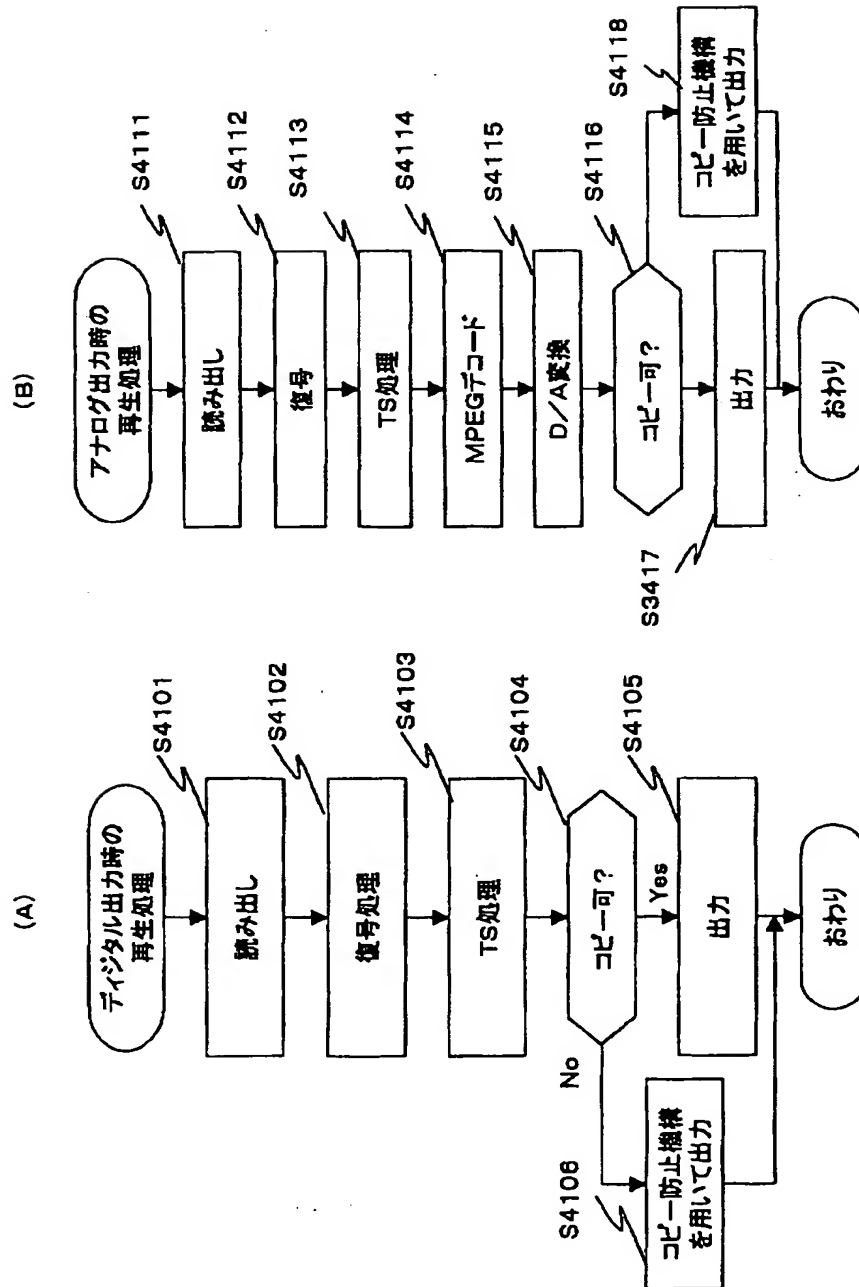 (A)
ディジタル出力時の
再生処理
読み出し
S4101
復号処理
S4102
TS処理
S4103
コピー可?
S4104
Yes
No
出力
S4105
コピー防止機構
を用いて出力
S4106
おわり
(B)
アナログ出力時の
再生処理
読み出し
S4111
復号
S4112
TS処理
S4113
MPEGデコード
S4114
D/A変換
S4115
コピー可?
S4116
出力
S3417
コピー防止機構
を用いて出力
S4118
おわり